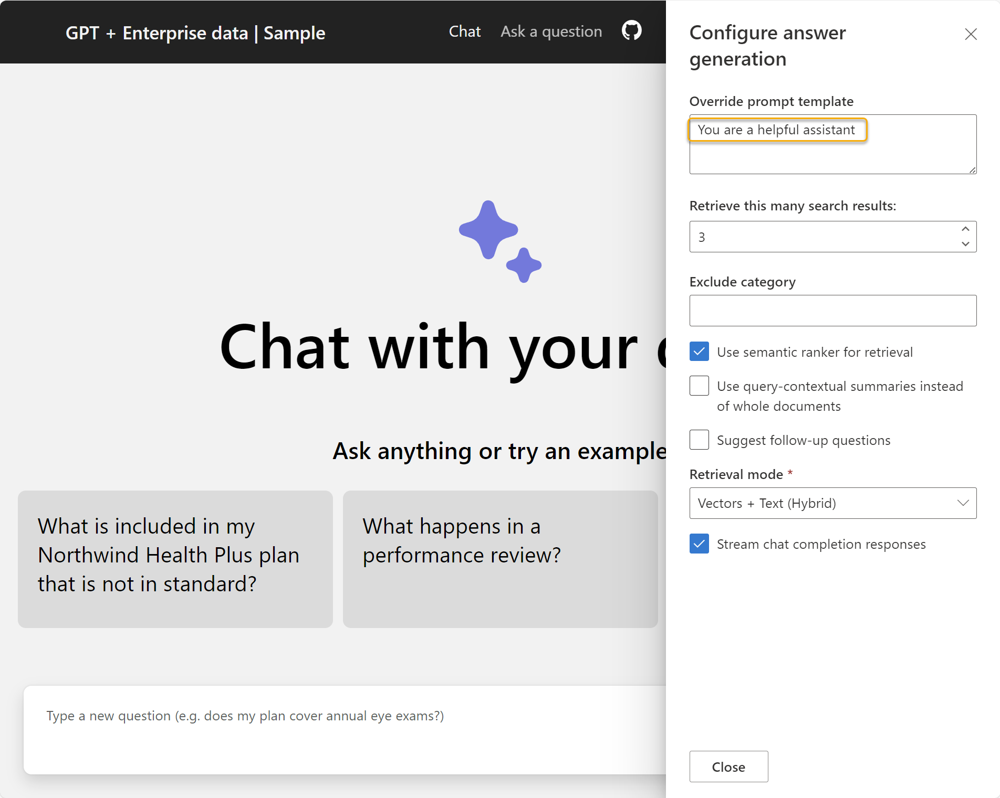 GPT + Enterprise data | Sample
Chat
Ask a question
Chat with your
Ask anything or try an example
What is included in my
Northwind Health Plus plan
that is not in standard?
What happens in a
performance review?
Type a new question (e.g. does my plan cover annual eye exams?)
Configure answer
generation
Override prompt template
You are a helpful assistant
Retrieve this many search results:
3
Exclude category
Use semantic ranker for retrieval
Use query-contextual summaries instead
of whole documents
Suggest follow-up questions
Retrieval mode *
Vectors + Text (Hybrid)
Stream chat completion responses
Close